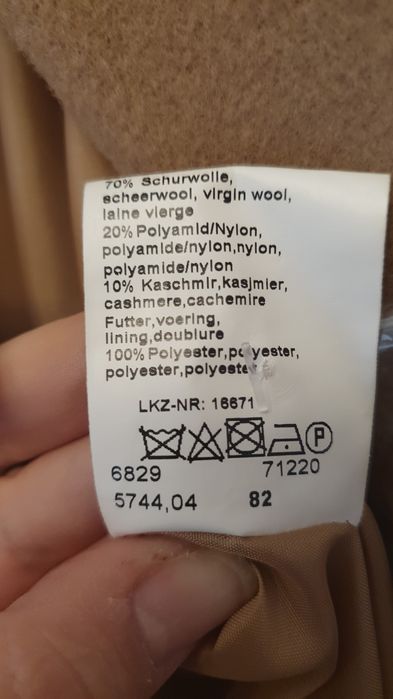 70% Schurwolle,
scheerwool, virgin wool,
laine vierge
20% Polyamid/Nylon,
polyamide/nylon,nylon,
polyamide/nylon
10% Kaschmir,kasjmier,
cashmere,cachemire
Futter,voering,
lining,doublure
100% Polyester,polyester,
polyester,polyester
LKZ-NR: 16671
P
6829 71220
5744,04 82